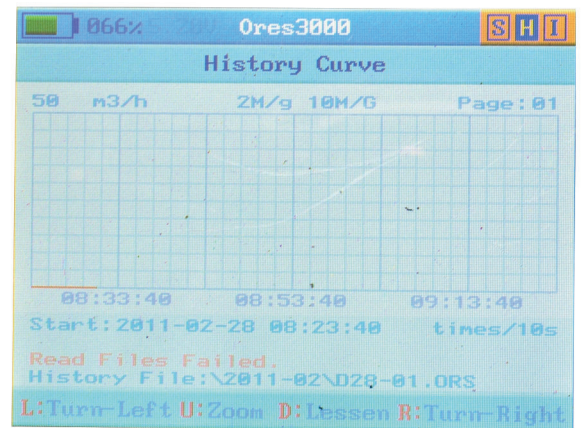 066% Ores3000 S H I
History Curve
50 m3/h 2M/g 10M/G Page:01
08:33:40 08:53:40 09:13:40
Start:2011-02-28 08:23:40 times/10s
Read Files Failed.
History File:\2011-02\D28-01.ORS
L:Turn-Left U:Zoom D:Lessen R:Turn-Right